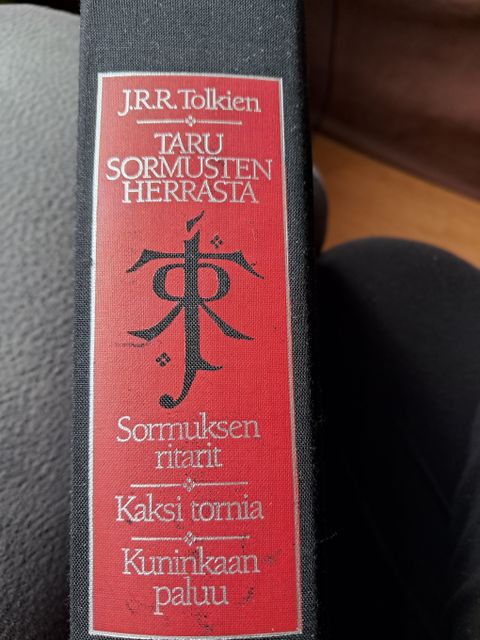 J.R.R. Tolkien
TARU
SORMUSTEN
HERRASTA
Sormuksen
ritarit
Kaksi tornia
Kuninkaan
paluu